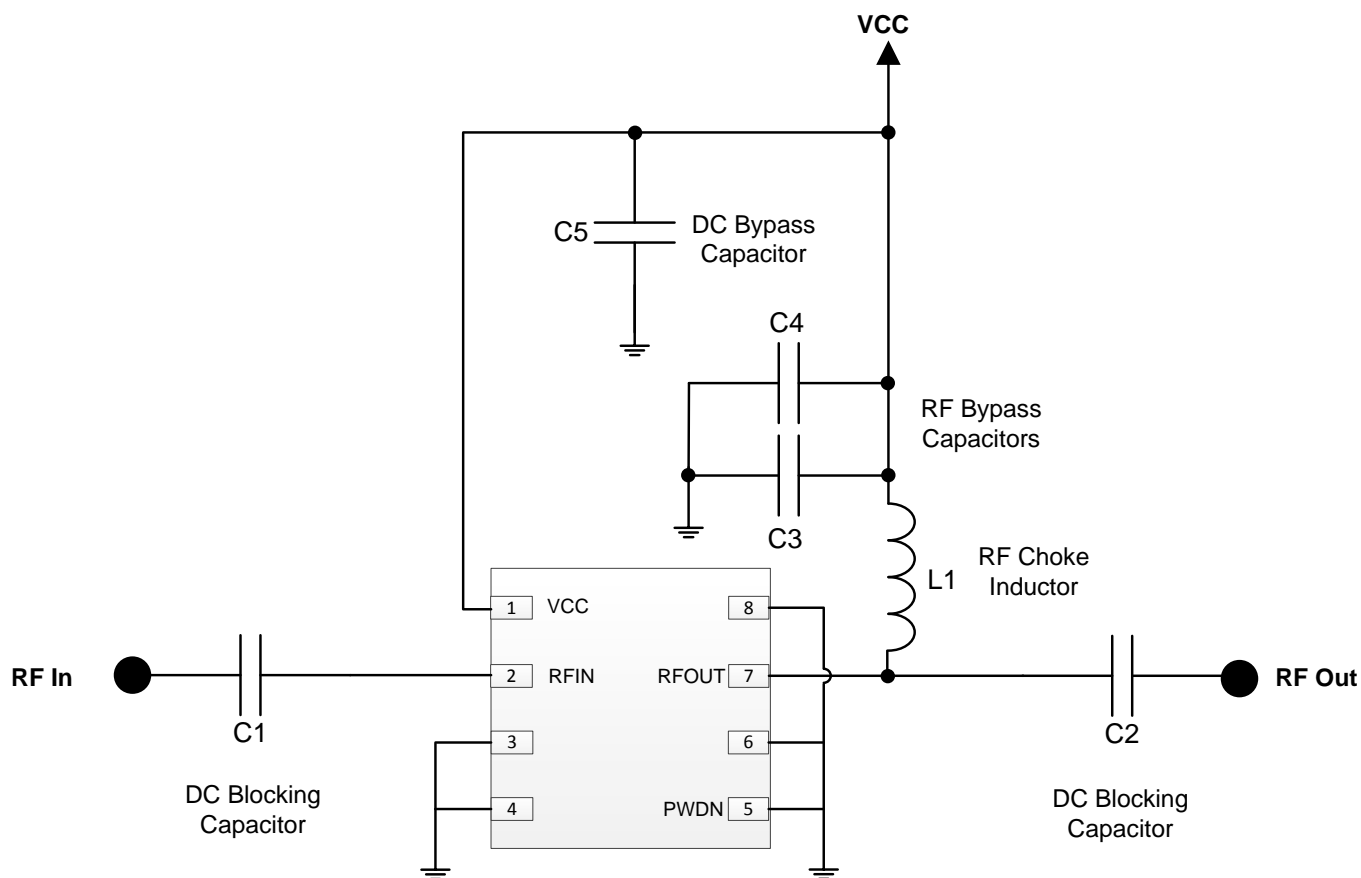 VCC
C5
DC Bypass
Capacitor
C4
RF Bypass
Capacitors
C3
L1
RF Choke
Inductor
1
VCC
8
RF In
2
RFIN
RFOUT
7
RF Out
C1
3
6
C2
DC Blocking
Capacitor
4
PWDN
5
DC Blocking
Capacitor